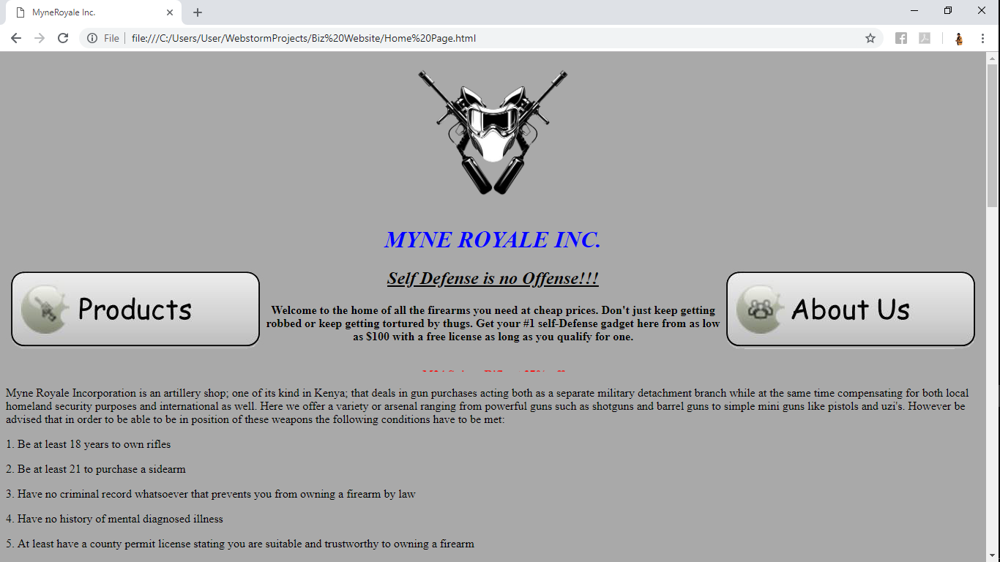 MyneRoyale Inc.
File
file:///C:/Users/User/WebstormProjects/Biz%20Website/Home%20Page.html
MYNE ROYALE INC.
Self Defense is no Offense!!!
Products
Welcome to the home of all the firearms you need at cheap prices. Don't just keep getting
robbed or keep getting tortured by thugs. Get your #1 self-Defense gadget here from as low
as $100 with a free license as long as you qualify for one.
About Us
Myne Royale Incorporation is an artillery shop; one of its kind in Kenya; that deals in gun purchases acting both as a separate military detachment branch while at the same time compensating for both local
homeland security purposes and international as well. Here we offer a variety or arsenal ranging from powerful guns such as shotguns and barrel guns to simple mini guns like pistols and uzi's. However be
advised that in order to be able to be in position of these weapons the following conditions have to be met:
1. Be at least 18 years to own rifles
2. Be at least 21 to purchase a sidearm
3. Have no criminal record whatsoever that prevents you from owning a firearm by law
4. Have no history of mental diagnosed illness
5. At least have a county permit license stating you are suitable and trustworthy to owning a firearm